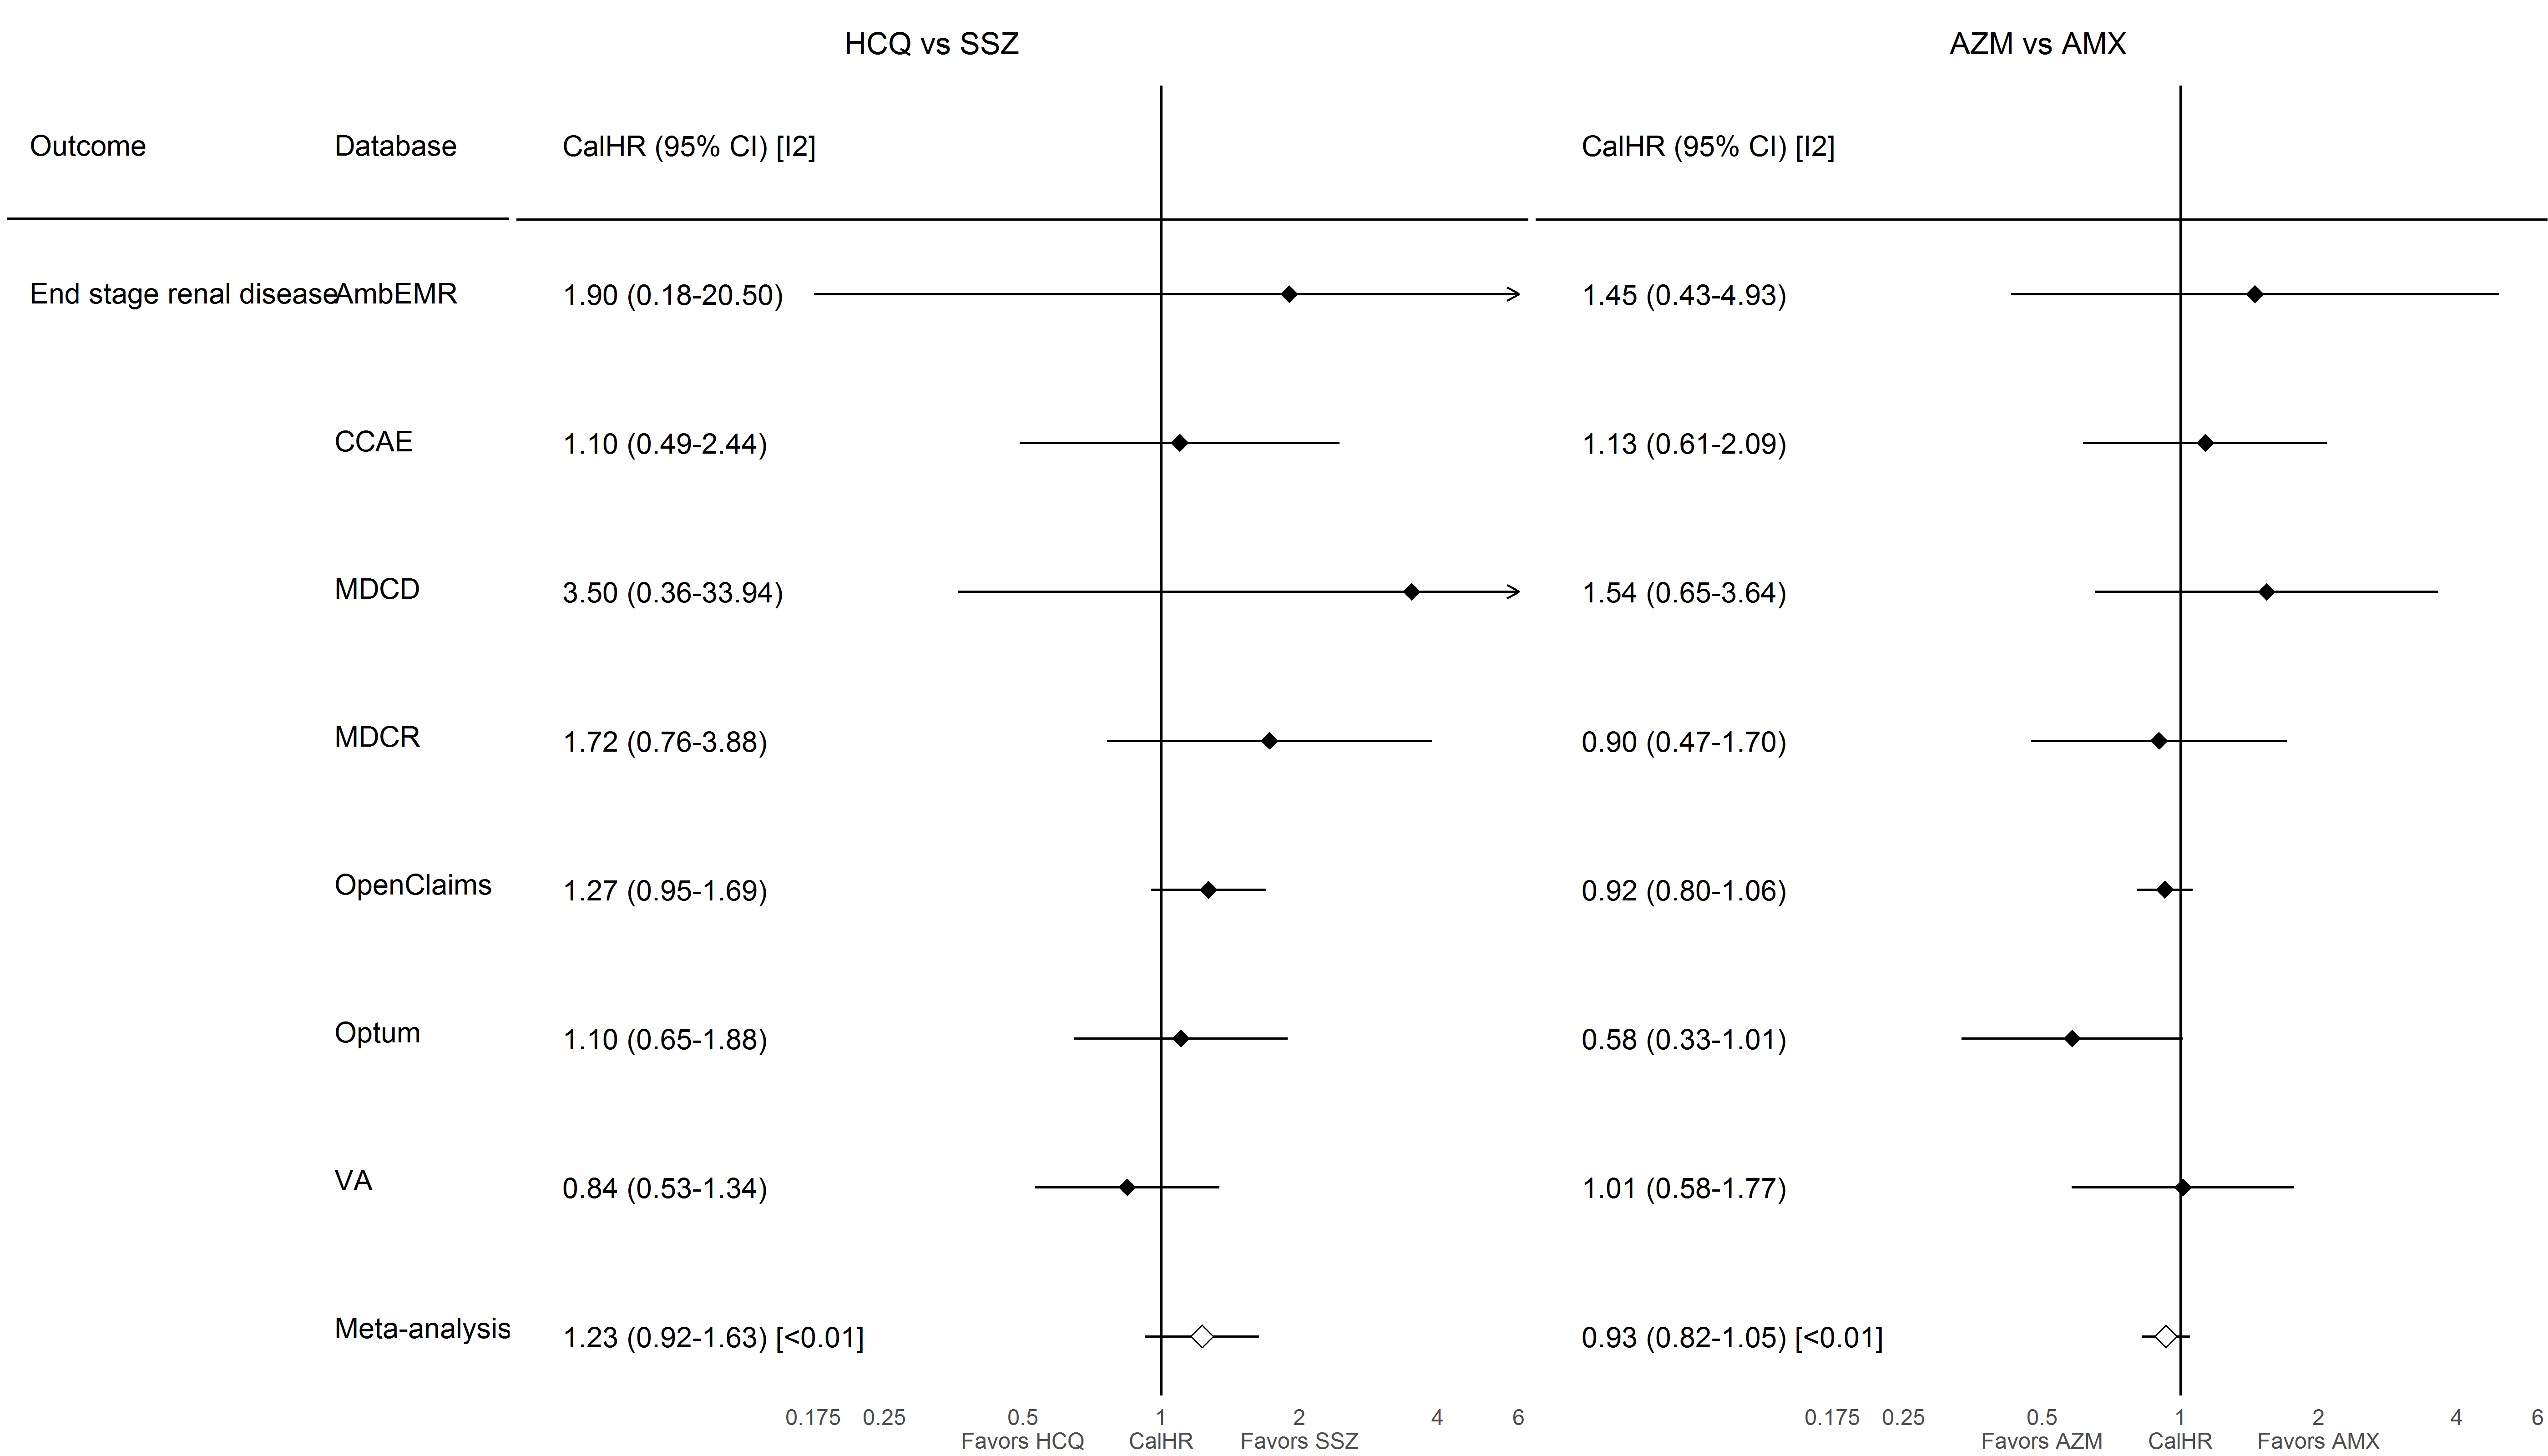 HCQ vs SSZ AZM vs AMX
Outcome Database CalHR (95% CI) [I2] CalHR (95% CI) [I2]
End stage renal disease AmbEMR 1.90 (0.18-20.50) 1.45 (0.43-4.93)
CCAE 1.10 (0.49-2.44) 1.13 (0.61-2.09)
MDCD 3.50 (0.36-33.94) 1.54 (0.65-3.64)
MDCR 1.72 (0.76-3.88) 0.90 (0.47-1.70)
OpenClaims 1.27 (0.95-1.69) 0.92 (0.80-1.06)
Optum 1.10 (0.65-1.88) 0.58 (0.33-1.01)
VA 0.84 (0.53-1.34) 1.01 (0.58-1.77)
Meta-analysis 1.23 (0.92-1.63) [<0.01] 0.93 (0.82-1.05) [<0.01]
0.175 0.25 0.5 1 2 4 6 0.175 0.25 0.5 1 2 4 6
Favors HCQ CalHR Favors SSZ Favors AZM CalHR Favors AMX